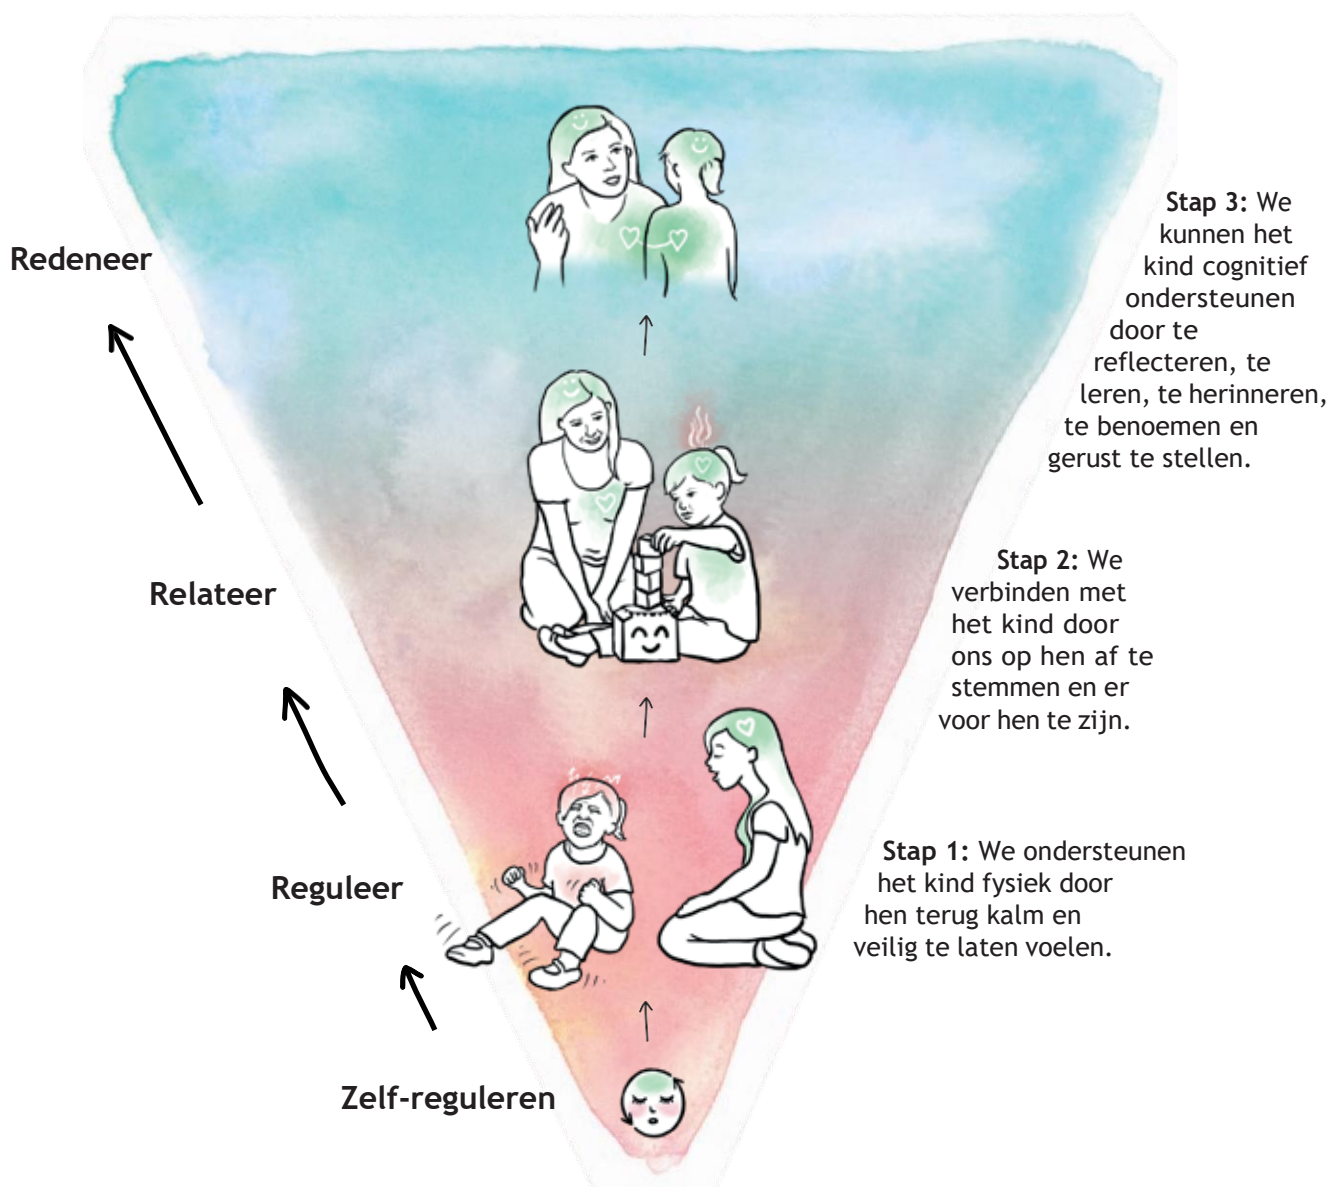 Redeneer
Stap 3: We
kunnen het
kind cognitief
ondersteunen
door te
reflecteren, te
leren, te herinneren,
te benoemen en
gerust te stellen.
Relateer
Stap 2: We
verbinden met
het kind door
ons op hen af te
stemmen en er
voor hen te zijn.
Reguleer
Stap 1: We ondersteunen
het kind fysiek door
hen terug kalm en
veilig te laten voelen.
Zelf-reguleren